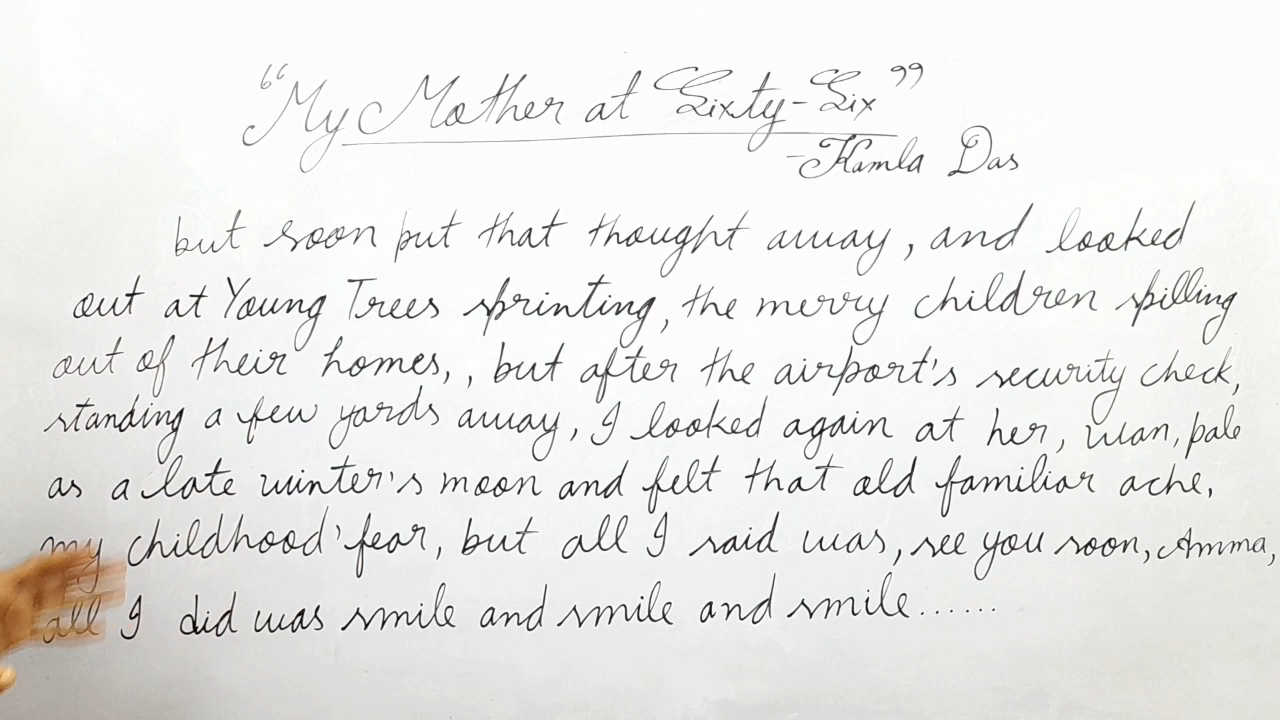 “My Mother at Sixty-Six”
-Kamla Das
but soon put that thought away, and looked
out at Young Trees sprinting, the merry children spilling
out of their homes, , but after the airport's security check,
standing a few yards away, I looked again at her, wan, pale
as a late winter's moon and felt that old familiar ache,
my childhood' fear, but all I said was, see you soon, Amma,
all I did was smile and smile and smile......